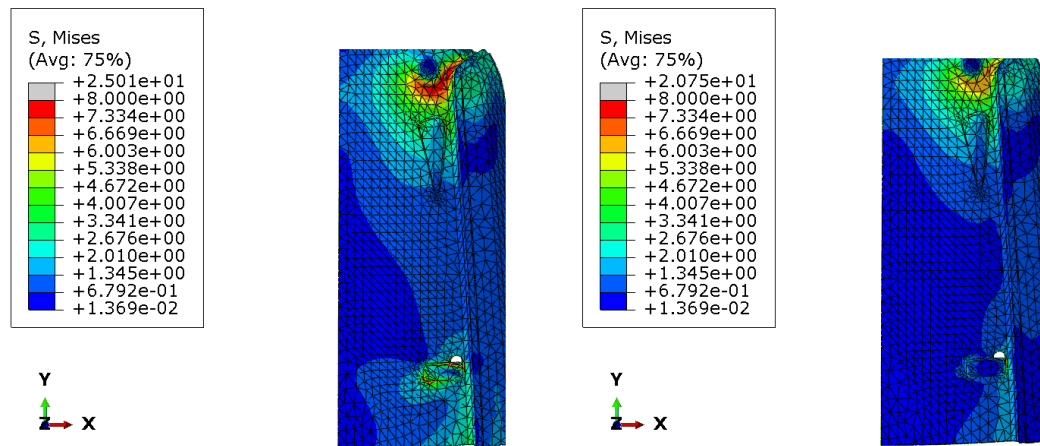 S, Mises
(Avg: 75%)
+2.501e+01
+8.000e+00
+7.334e+00
+6.669e+00
+6.003e+00
+5.338e+00
+4.672e+00
+4.007e+00
+3.341e+00
+2.676e+00
+2.010e+00
+1.345e+00
+6.792e-01
+1.369e-02
Y
Z
X
S, Mises
(Avg: 75%)
+2.075e+01
+8.000e+00
+7.334e+00
+6.669e+00
+6.003e+00
+5.338e+00
+4.672e+00
+4.007e+00
+3.341e+00
+2.676e+00
+2.010e+00
+1.345e+00
+6.792e-01
+1.369e-02
Y
Z
X